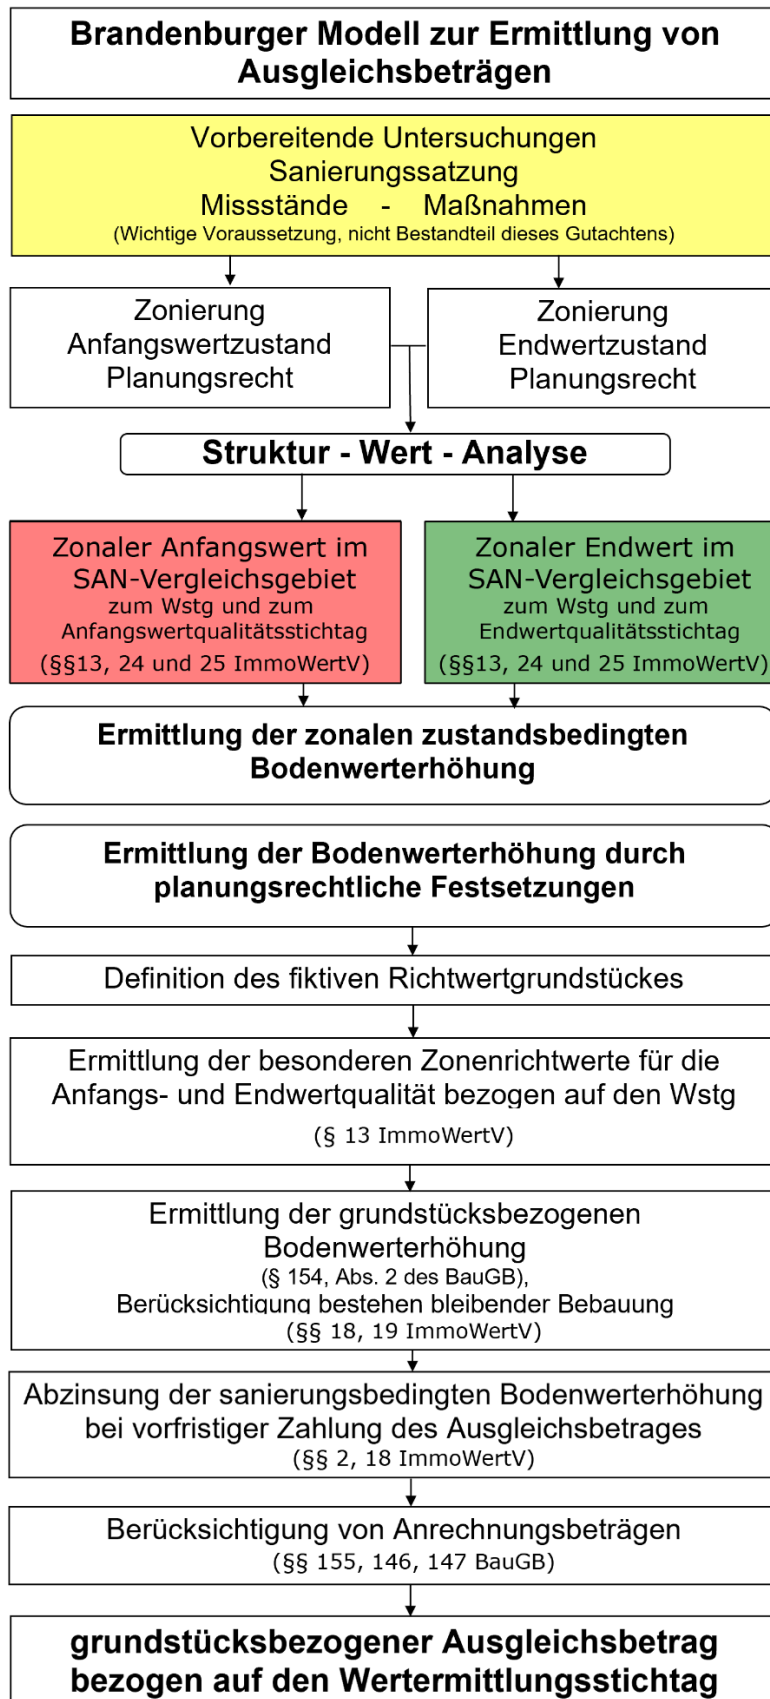 Brandenburger Modell zur Ermittlung von
Ausgleichsbeträgen
Vorbereitende Untersuchungen
Sanierungssatzung
Missstände - Maßnahmen
(Wichtige Voraussetzung, nicht Bestandteil dieses Gutachtens)
Zonierung
Anfangswertzustand
Planungsrecht
Zonierung
Endwertzustand
Planungsrecht
Struktur - Wert - Analyse
Zonaler Anfangswert im
SAN-Vergleichsgebiet
zum Wstg und zum
Anfangswertqualitätsstichtag
(§§13, 24 und 25 ImmoWertV)
Zonaler Endwert im
SAN-Vergleichsgebiet
zum Wstg und zum
Endwertqualitätsstichtag
(§§13, 24 und 25 ImmoWertV)
Ermittlung der zonalen zustandsbedingten
Bodenwerterhöhung
Ermittlung der Bodenwerterhöhung durch
planungsrechtliche Festsetzungen
Definition des fiktiven Richtwertgrundstückes
Ermittlung der besonderen Zonenrichtwerte für die
Anfangs- und Endwertqualität bezogen auf den Wstg
(§ 13 ImmoWertV)
Ermittlung der grundstücksbezogenen
Bodenwerterhöhung
(§ 154, Abs. 2 des BauGB),
Berücksichtigung bestehen bleibender Bebauung
(§§ 18, 19 ImmoWertV)
Abzinsung der sanierungsbedingten Bodenwerterhöhung
bei vorfristiger Zahlung des Ausgleichsbetrages
(§§ 2, 18 ImmoWertV)
Berücksichtigung von Anrechnungsbeträgen
(§§ 155, 146, 147 BauGB)
grundstücksbezogener Ausgleichsbetrag
bezogen auf den Wertermittlungsstichtag